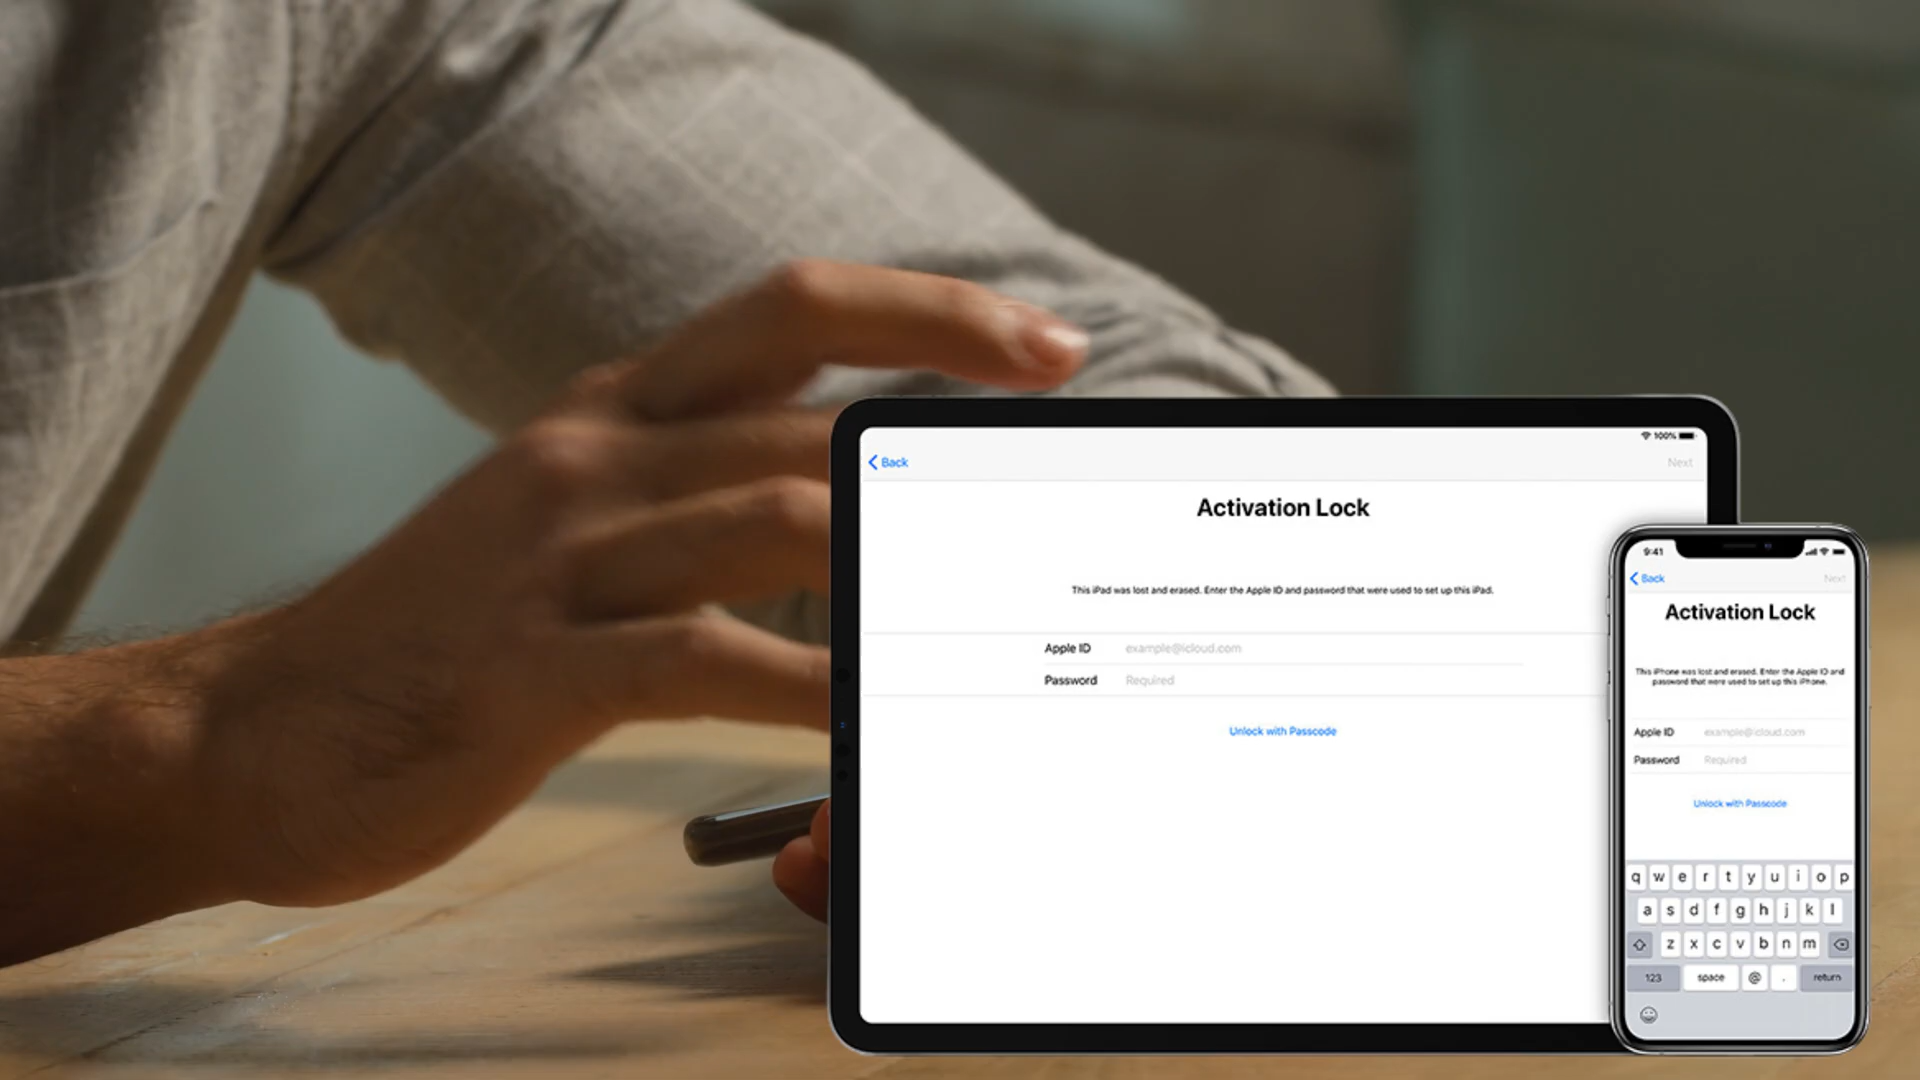 100%
Back
Next
Activation Lock
This iPad was lost and erased. Enter the Apple ID and password that were used to set up this iPad.
Apple ID example@icloud.com
Password Required
Unlock with Passcode
9:41
Back
Next
Activation Lock
This iPhone was lost and erased. Enter the Apple ID and
password that were used to set up this iPhone.
Apple ID example@icloud.com
Password Required
Unlock with Passcode
q w e r t y u i o p
a s d f g h j k l
z x c v b n m
123 space @ . return